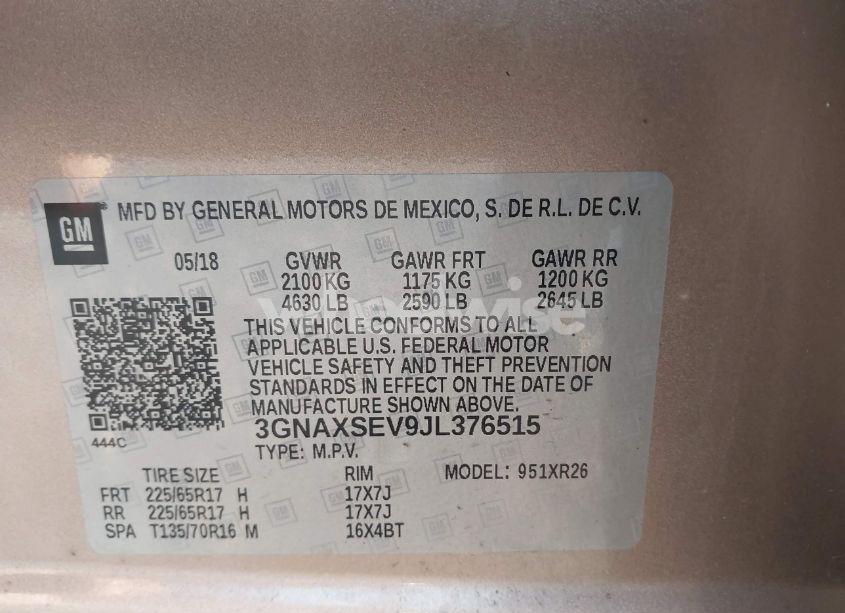 GM MFD BY GENERAL MOTORS DE MEXICO, S. DE R.L. DE C.V.
05/18 GVWR GAWR FRT GAWR RR
2100 KG 1175 KG 1200 KG
4630 LB 2590 LB 2645 LB
THIS VEHICLE CONFORMS TO ALL
APPLICABLE U.S. FEDERAL MOTOR
VEHICLE SAFETY AND THEFT PREVENTION
STANDARDS IN EFFECT ON THE DATE OF
MANUFACTURE SHOWN ABOVE.
444C
3GNAXSEV9JL376515
TYPE: M.P.V.
TIRE SIZE RIM MODEL: 951XR26
FRT 225/65R17 H 17X7J
RR 225/65R17 H 17X7J
SPA T135/70R16 M 16X4BT